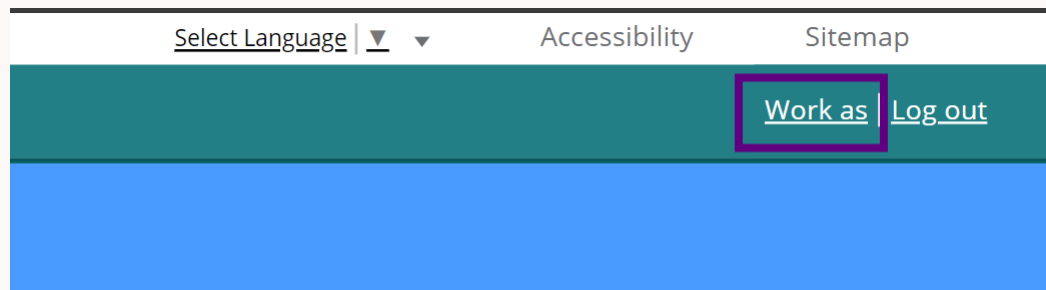 Select Language | ▼ ▼ Accessibility Sitemap
Work as | Log out